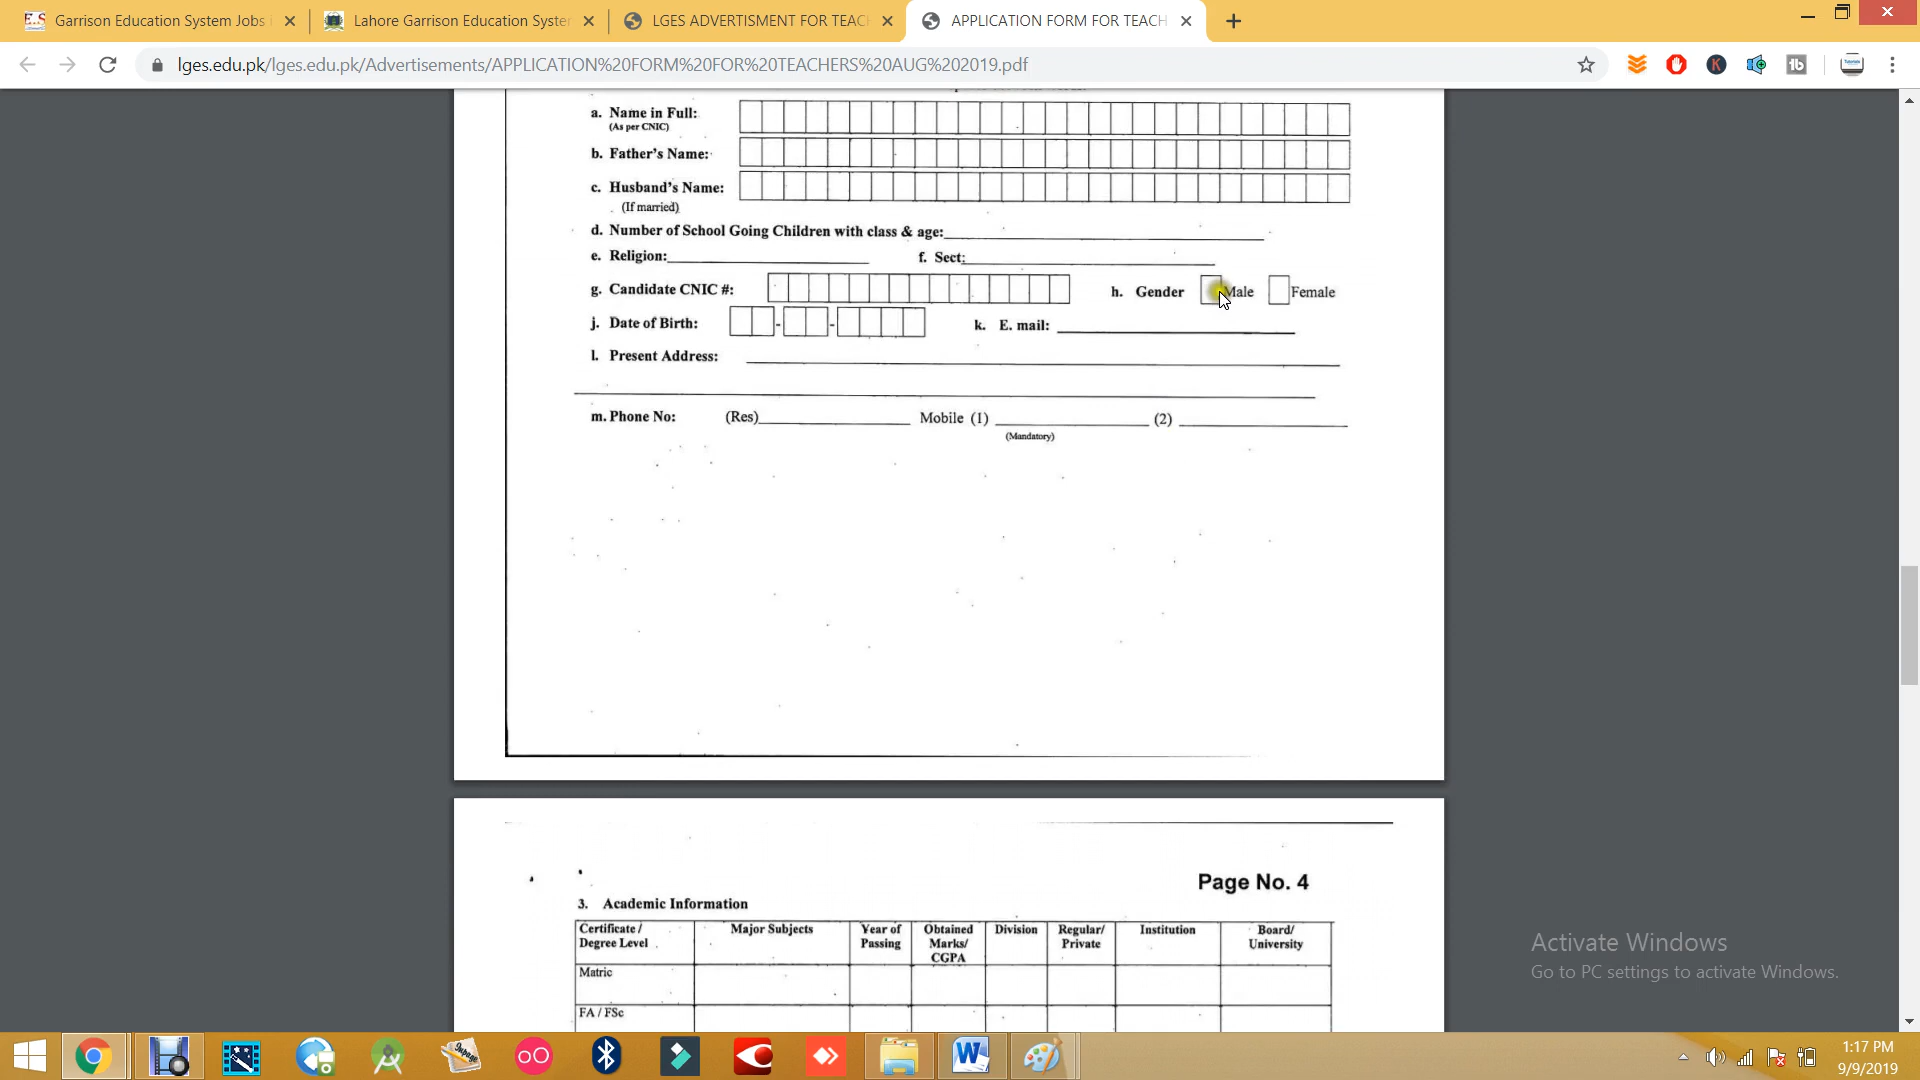 Garrison Education System Jobs
Lahore Garrison Education Syste
LGES ADVERTISMENT FOR TEAC
APPLICATION FORM FOR TEACH
lges.edu.pk/lges.edu.pk/Advertisements/APPLICATION%20FORM%20FOR%20TEACHERS%20AUG%202019.pdf
a. Name in Full:
(As per CNIC)
b. Father's Name:
c. Husband's Name:
(If married)
d. Number of School Going Children with class & age:
e. Religion: f. Sect:
g. Candidate CNIC #: h. Gender Male Female
j. Date of Birth: - - k. E. mail:
l. Present Address:
m. Phone No: (Res) Mobile (1) (2)
(Mandatory)
Page No. 4
3. Academic Information
Certificate / Major Subjects Year of Obtained Division Regular/ Institution Board/
Degree Level Passing Marks/ Private University
CGPA
Matric
FA / FSc
Activate Windows
Go to PC settings to activate Windows.
1:17 PM
9/9/2019